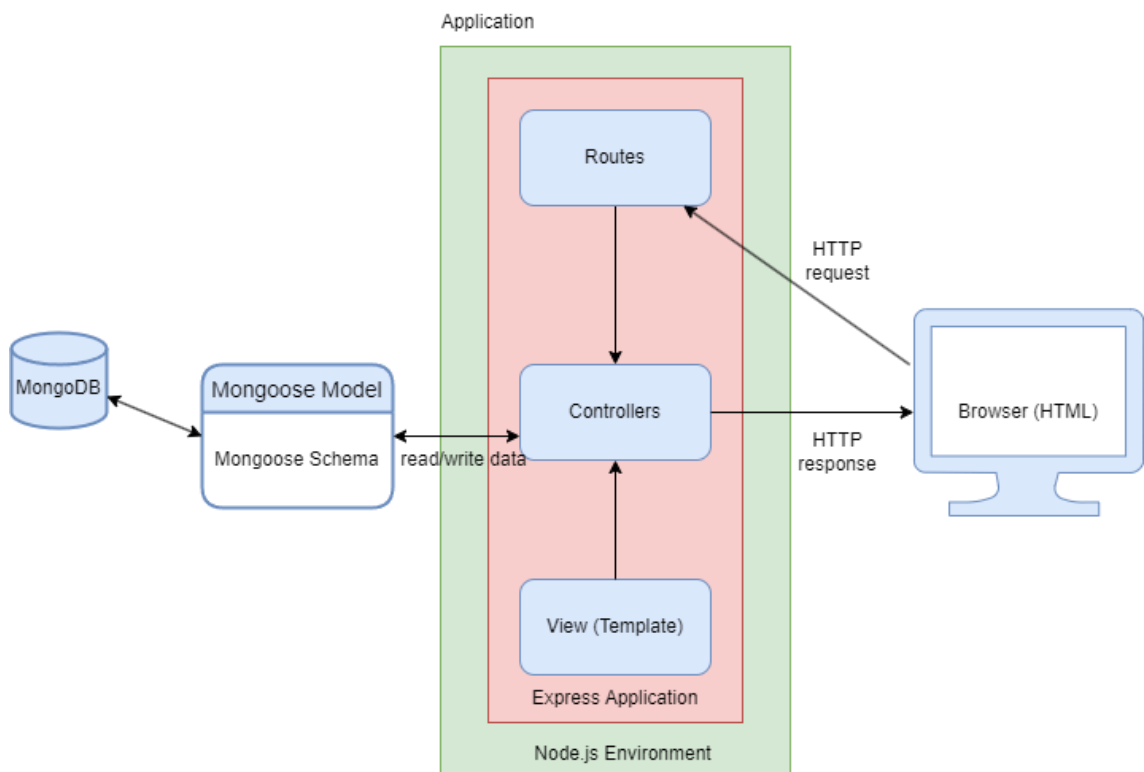 Application
Routes
HTTP
request
MongoDB
Mongoose Model
Mongoose Schema
read/write data
Controllers
HTTP
response
Browser (HTML)
View (Template)
Express Application
Node.js Environment